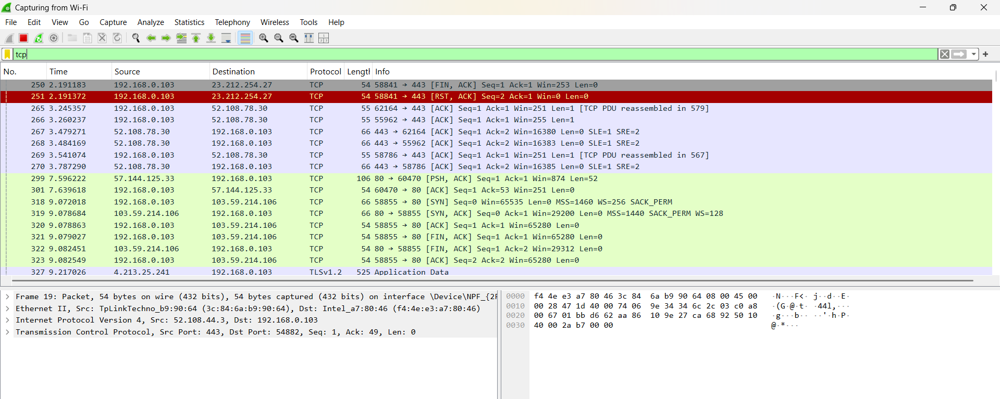 Capturing from Wi-Fi
File Edit View Go Capture Analyze Statistics Telephony Wireless Tools Help
tcp
No. Time Source Destination Protocol Length Info
250 2.191183 192.168.0.103 23.212.254.27 TCP 54 58841 → 443 [FIN, ACK] Seq=1 Ack=1 Win=253 Len=0
251 2.191372 192.168.0.103 23.212.254.27 TCP 54 58841 → 443 [RST, ACK] Seq=2 Ack=1 Win=0 Len=0
265 3.245357 192.168.0.103 52.108.78.30 TCP 55 62164 → 443 [ACK] Seq=1 Ack=1 Win=251 Len=1 [TCP PDU reassembled in 579]
266 3.260237 192.168.0.103 52.108.78.30 TCP 55 55962 → 443 [ACK] Seq=1 Ack=1 Win=255 Len=1
267 3.479271 52.108.78.30 192.168.0.103 TCP 66 443 → 62164 [ACK] Seq=1 Ack=2 Win=16380 Len=0 SLE=1 SRE=2
268 3.484169 52.108.78.30 192.168.0.103 TCP 66 443 → 55962 [ACK] Seq=1 Ack=2 Win=16383 Len=0 SLE=1 SRE=2
269 3.541074 192.168.0.103 52.108.78.30 TCP 55 58786 → 443 [ACK] Seq=1 Ack=1 Win=251 Len=1 [TCP PDU reassembled in 567]
270 3.787290 52.108.78.30 192.168.0.103 TCP 66 443 → 58786 [ACK] Seq=1 Ack=2 Win=16385 Len=0 SLE=1 SRE=2
299 7.596222 57.144.125.33 192.168.0.103 TCP 106 80 → 60470 [PSH, ACK] Seq=1 Ack=1 Win=874 Len=52
301 7.639618 192.168.0.103 57.144.125.33 TCP 54 60470 → 80 [ACK] Seq=1 Ack=53 Win=251 Len=0
318 9.072018 192.168.0.103 103.59.214.106 TCP 66 58855 → 80 [SYN] Seq=0 Win=65535 Len=0 MSS=1460 WS=256 SACK_PERM
319 9.078684 103.59.214.106 192.168.0.103 TCP 66 80 → 58855 [SYN, ACK] Seq=0 Ack=1 Win=29200 Len=0 MSS=1440 SACK_PERM WS=128
320 9.078863 192.168.0.103 103.59.214.106 TCP 54 58855 → 80 [ACK] Seq=1 Ack=1 Win=65280 Len=0
321 9.079027 192.168.0.103 103.59.214.106 TCP 54 58855 → 80 [FIN, ACK] Seq=1 Ack=1 Win=65280 Len=0
322 9.082451 103.59.214.106 192.168.0.103 TCP 54 80 → 58855 [FIN, ACK] Seq=1 Ack=2 Win=29312 Len=0
323 9.082549 192.168.0.103 103.59.214.106 TCP 54 58855 → 80 [ACK] Seq=2 Ack=2 Win=65280 Len=0
327 9.217026 4.213.25.241 192.168.0.103 TLSv1.2 525 Application Data
Frame 19: Packet, 54 bytes on wire (432 bits), 54 bytes captured (432 bits) on interface \Device\NPF_{2F
Ethernet II, Src: TpLinkTechno_b9:90:64 (3c:84:6a:b9:90:64), Dst: Intel_a7:80:46 (f4:4e:e3:a7:80:46)
Internet Protocol Version 4, Src: 52.108.44.3, Dst: 192.168.0.103
Transmission Control Protocol, Src Port: 443, Dst Port: 54882, Seq: 1, Ack: 49, Len: 0
0000 f4 4e e3 a7 80 46 3c 84 6a b9 90 64 08 00 45 00 ·N···F<· j··d··E·
0010 00 28 47 1d 40 00 74 06 9e 34 34 6c 2c 03 c0 a8 ·(G·@·t· ·44l,···
0020 00 67 01 bb d6 62 aa 86 10 9e 27 ca 68 92 50 10 ·g···b·· ··'·h·P·
0030 40 00 2a b7 00 00 @·*···